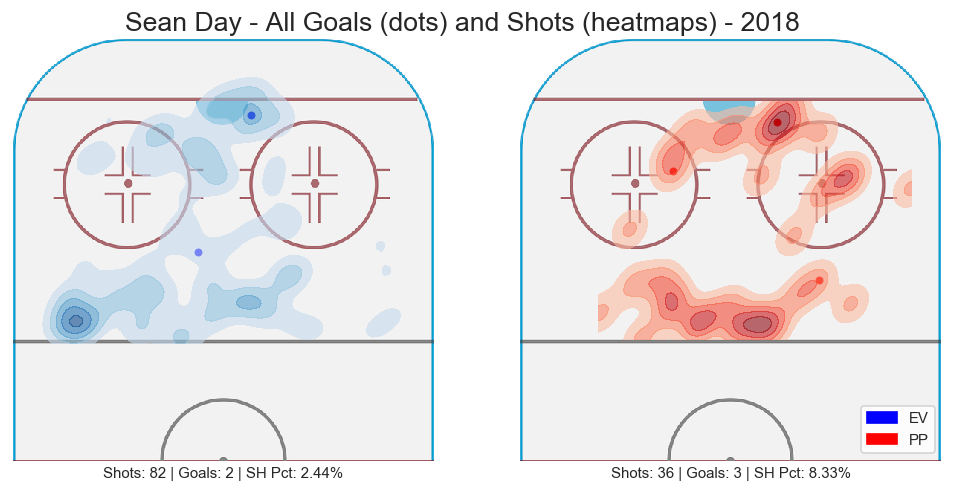 Sean Day - All Goals (dots) and Shots (heatmaps) - 2018
EV
PP
Shots: 82 | Goals: 2 | SH Pct: 2.44%
Shots: 36 | Goals: 3 | SH Pct: 8.33%